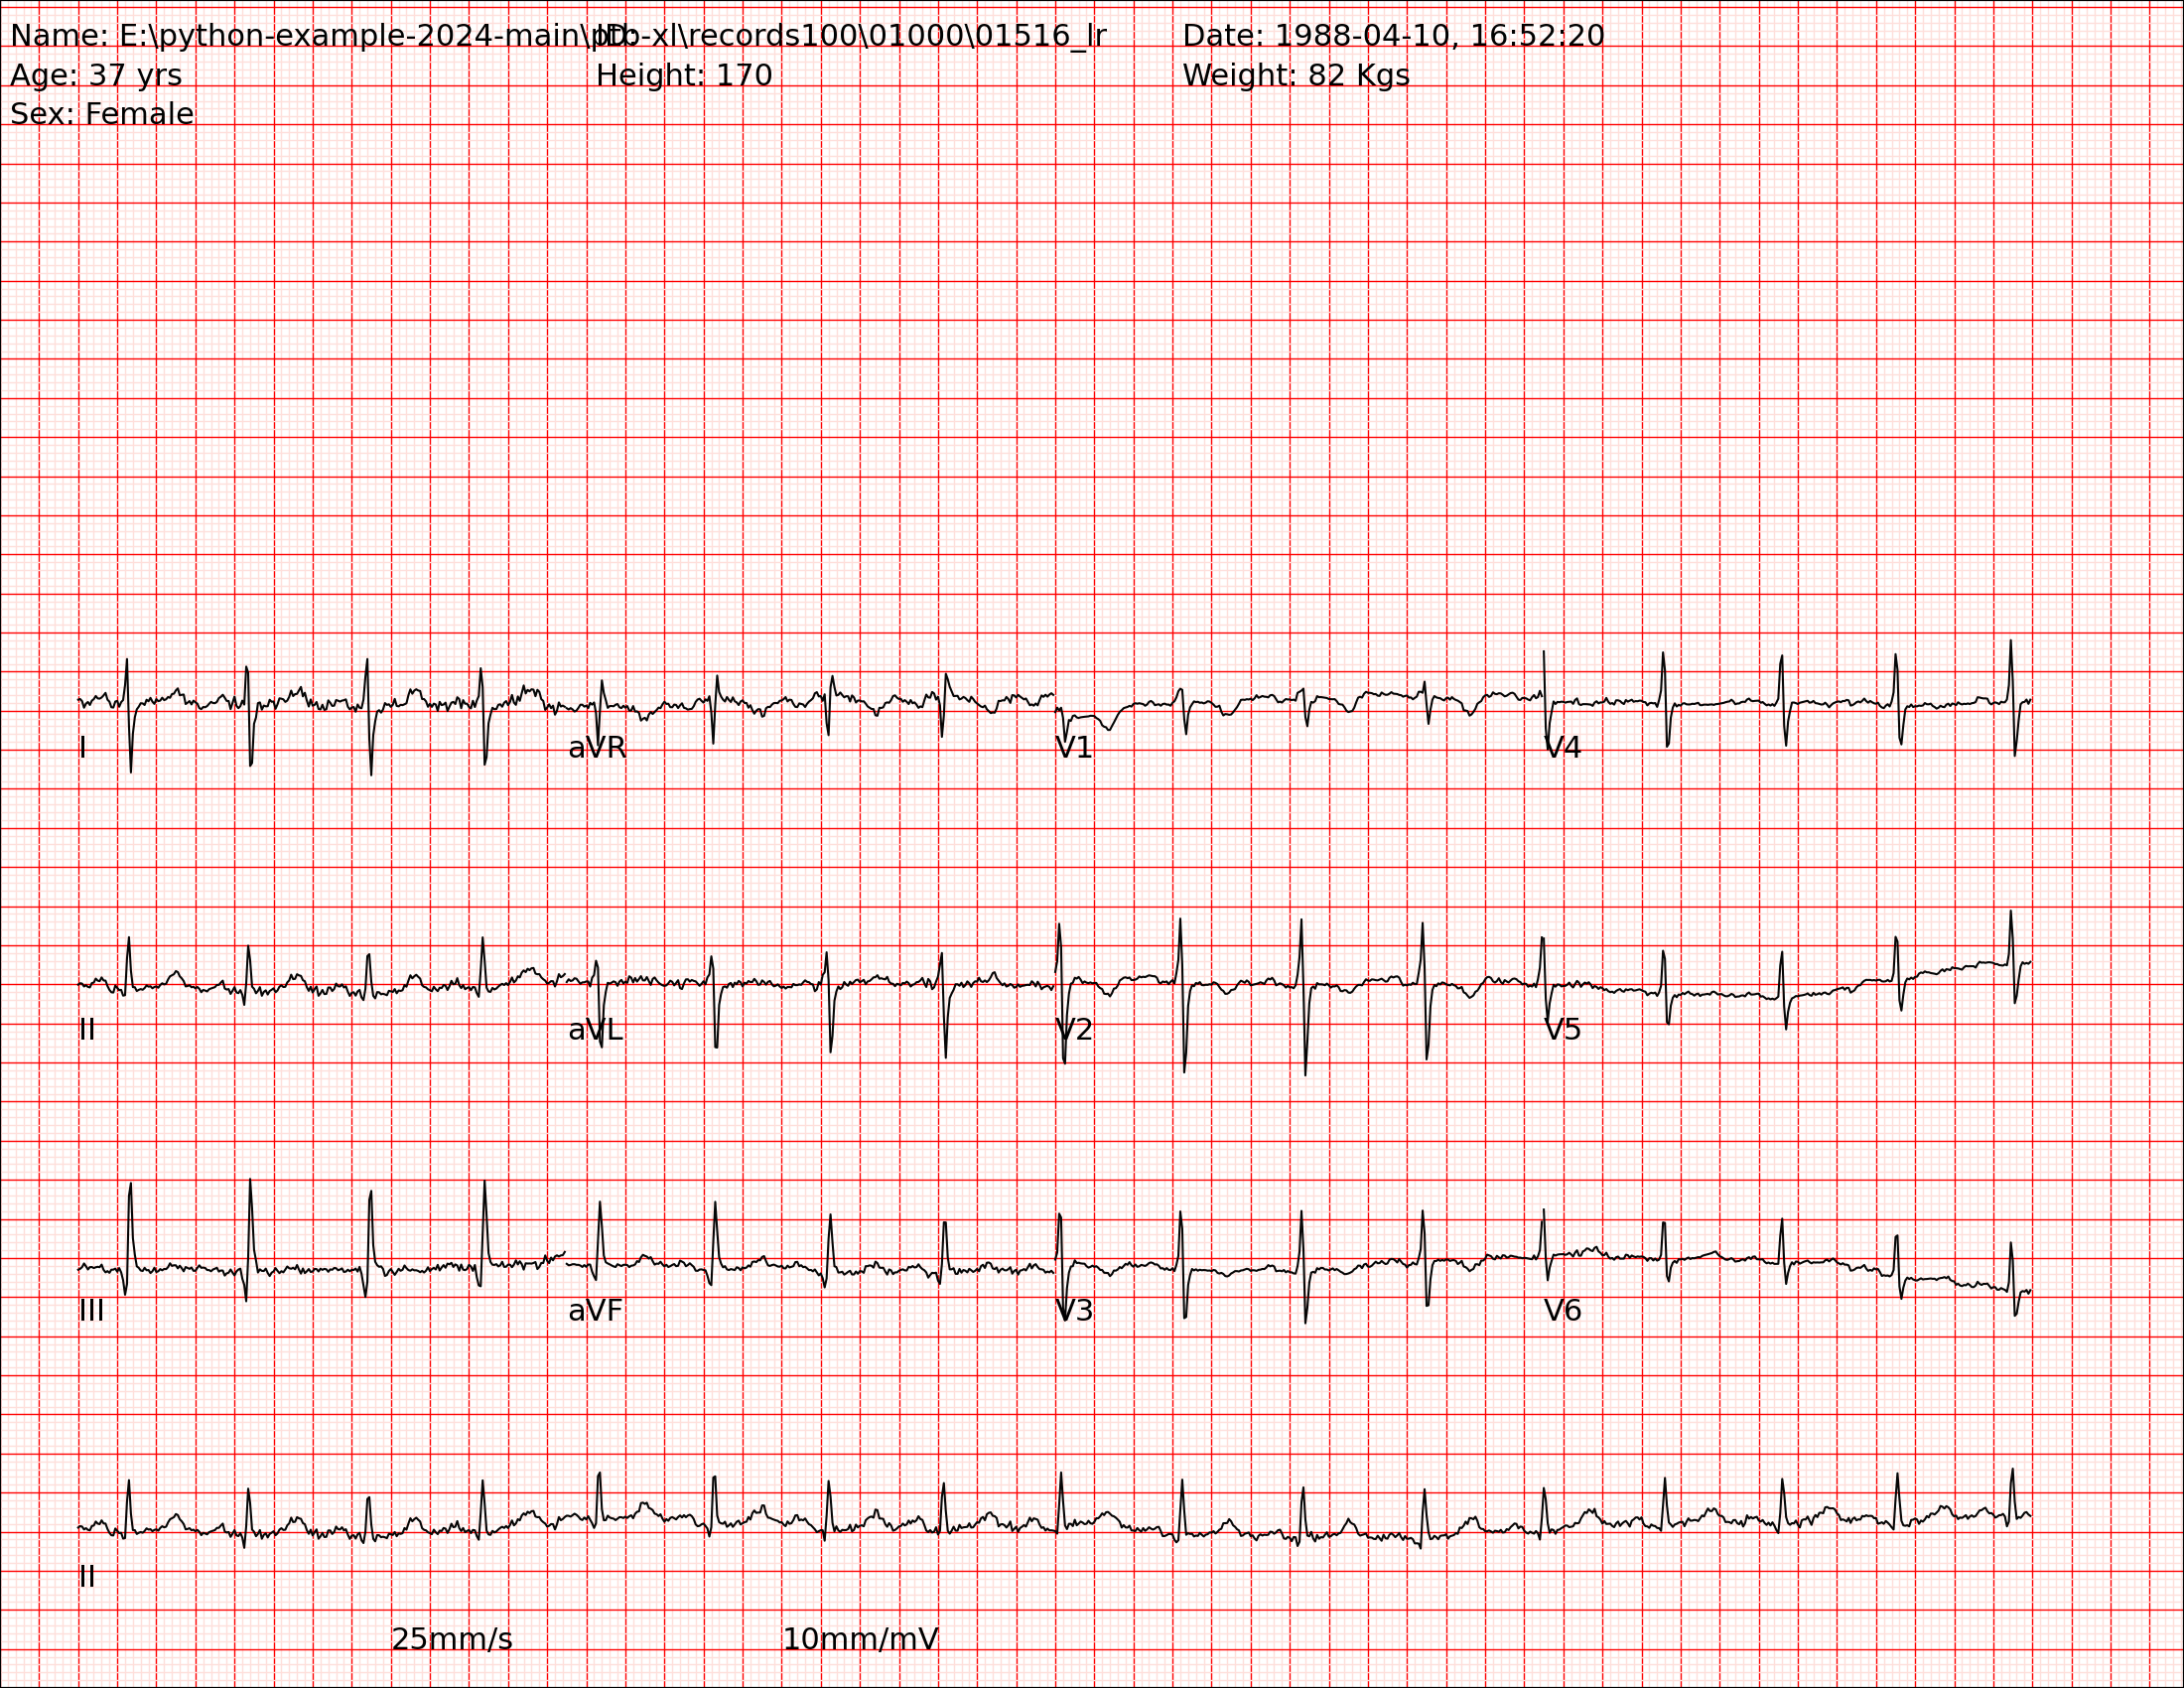 Name: E:\python-example-2024-main\ptb-xl\records100\01000\01516_lr ID: Date: 1988-04-10, 16:52:20
Age: 37 yrs Height: 170 Weight: 82 Kgs
Sex: Female
I aVR V1 V4
II aVL V2 V5
III aVF V3 V6
II
25mm/s 10mm/mV